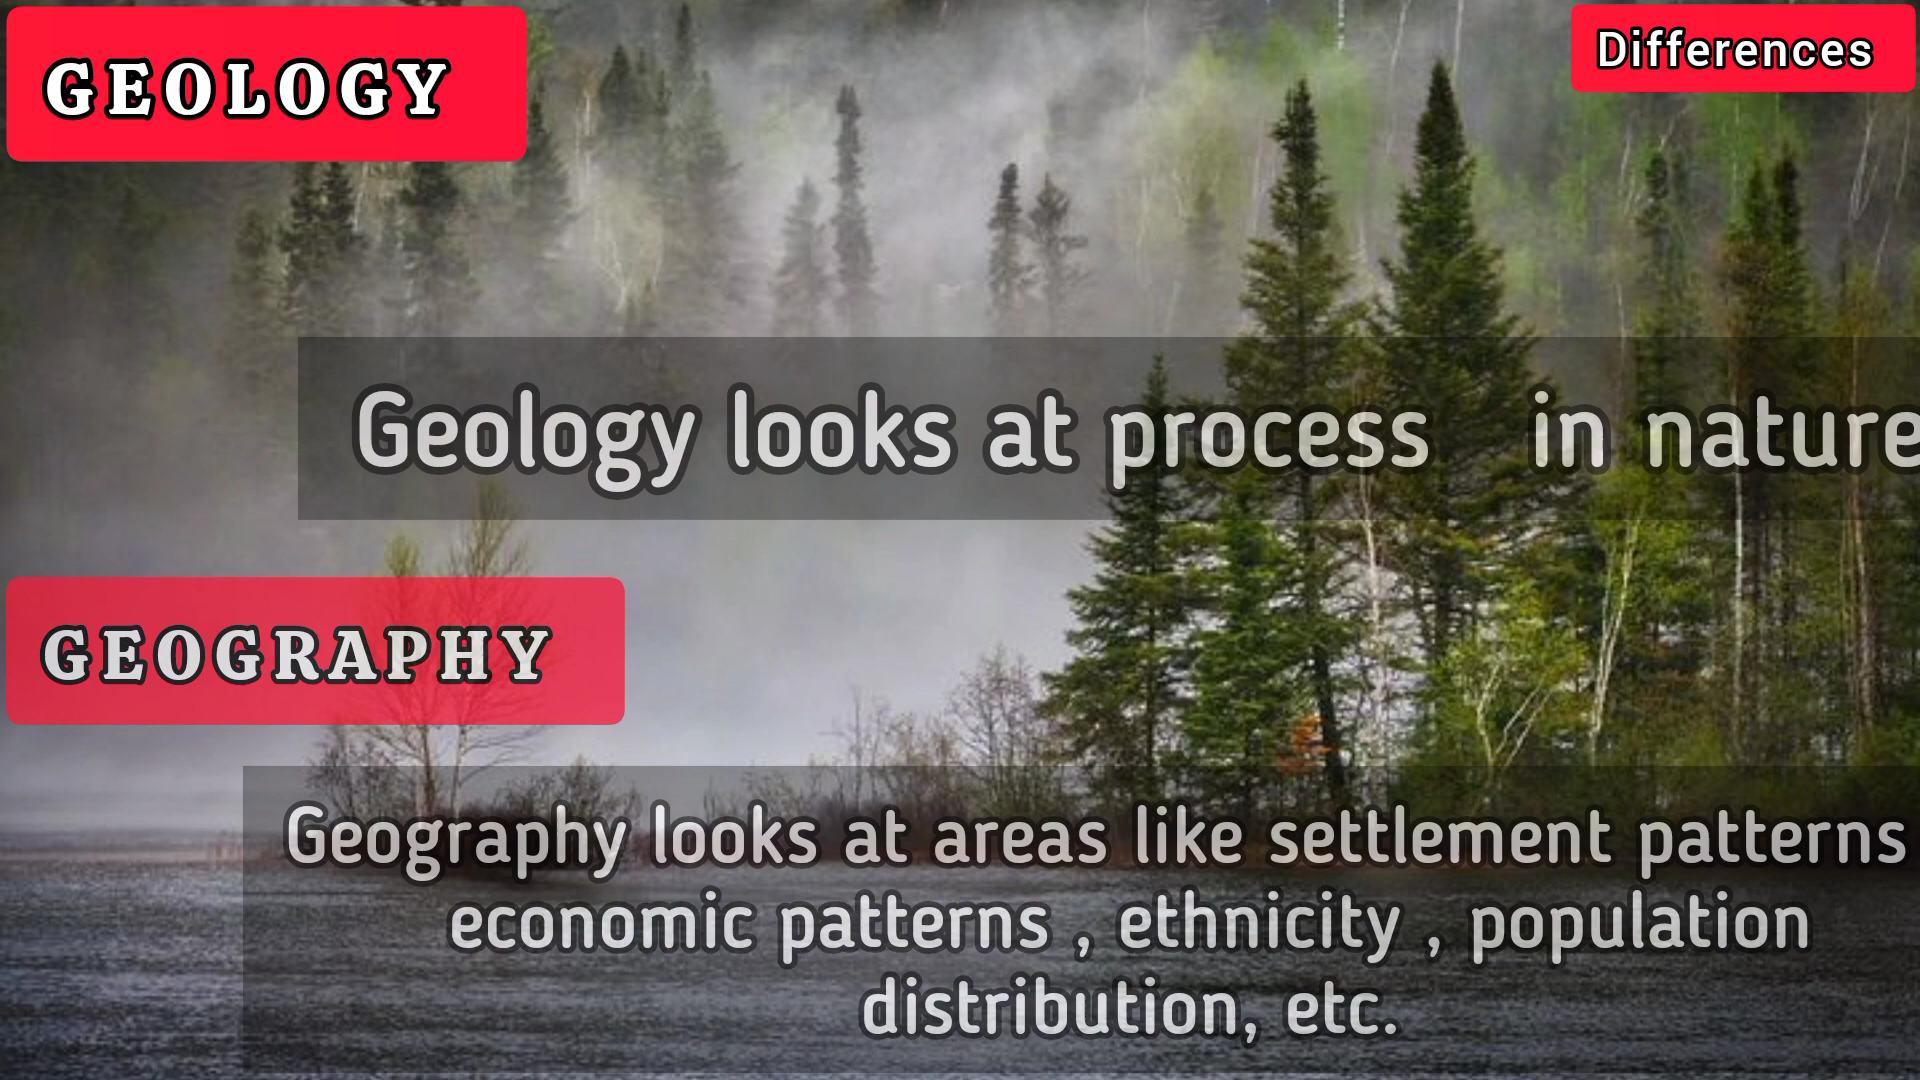 GEOLOGY
Differences
Geology looks at process in nature
GEOGRAPHY
Geography looks at areas like settlement patterns
economic patterns , ethnicity , population
distribution, etc.